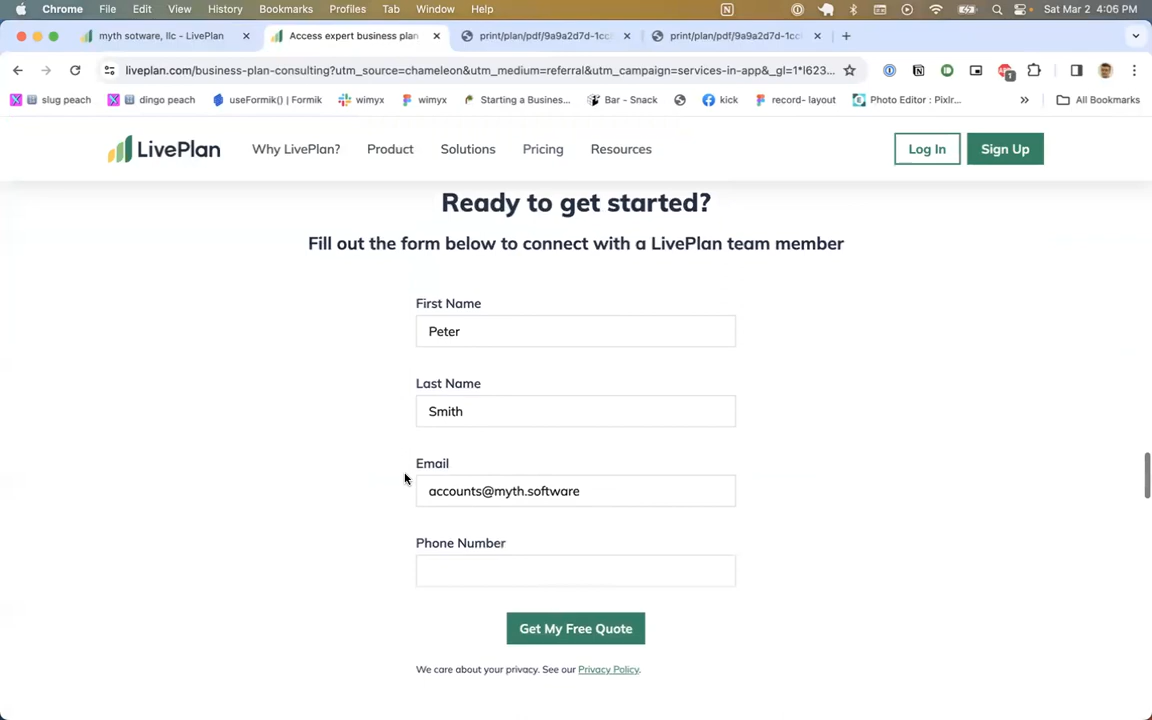 Chrome File Edit View History Bookmarks Profiles Tab Window Help Sat Mar 2 4:06 PM
myth sotware, llc - LivePlan Access expert business plan print/plan/pdf/9a9a2d7d-1cc print/plan/pdf/9a9a2d7d-1cc
liveplan.com/business-plan-consulting?utm_source=chameleon&utm_medium=referral&utm_campaign=services-in-app&_gl=1*l623... 1
slug peach dingo peach useFormik() | Formik wimyx wimyx Starting a Busines... Bar - Snack kick record- layout Photo Editor : Pixlr... » All Bookmarks
LivePlan Why LivePlan? Product Solutions Pricing Resources Log In Sign Up
Ready to get started?
Fill out the form below to connect with a LivePlan team member
First Name
Peter
Last Name
Smith
Email
accounts@myth.software
Phone Number
Get My Free Quote
We care about your privacy. See our Privacy Policy.